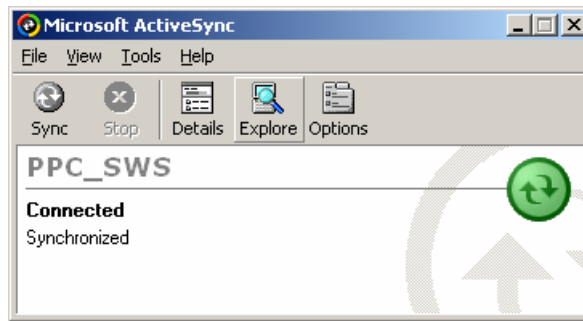 Microsoft ActiveSync
File View Tools Help
Sync Stop Details Explore Options
PPC_SWS
Connected
Synchronized